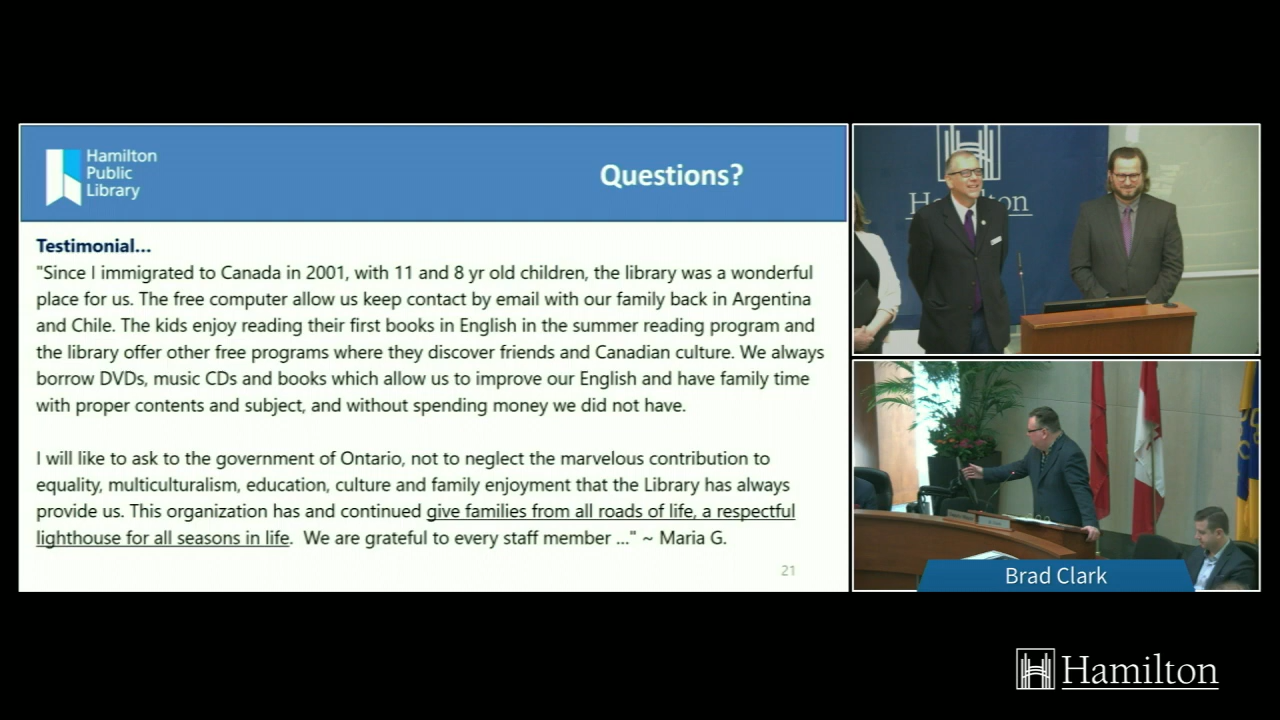 Hamilton
Public
Library
Questions?
Testimonial...
"Since I immigrated to Canada in 2001, with 11 and 8 yr old children, the library was a wonderful
place for us. The free computer allow us keep contact by email with our family back in Argentina
and Chile. The kids enjoy reading their first books in English in the summer reading program and
the library offer other free programs where they discover friends and Canadian culture. We always
borrow DVDs, music CDs and books which allow us to improve our English and have family time
with proper contents and subject, and without spending money we did not have.
I will like to ask to the government of Ontario, not to neglect the marvelous contribution to
equality, multiculturalism, education, culture and family enjoyment that the Library has always
provide us. This organization has and continued give families from all roads of life, a respectful
lighthouse for all seasons in life. We are grateful to every staff member ..." ~ Maria G.
21
Brad Clark
Hamilton